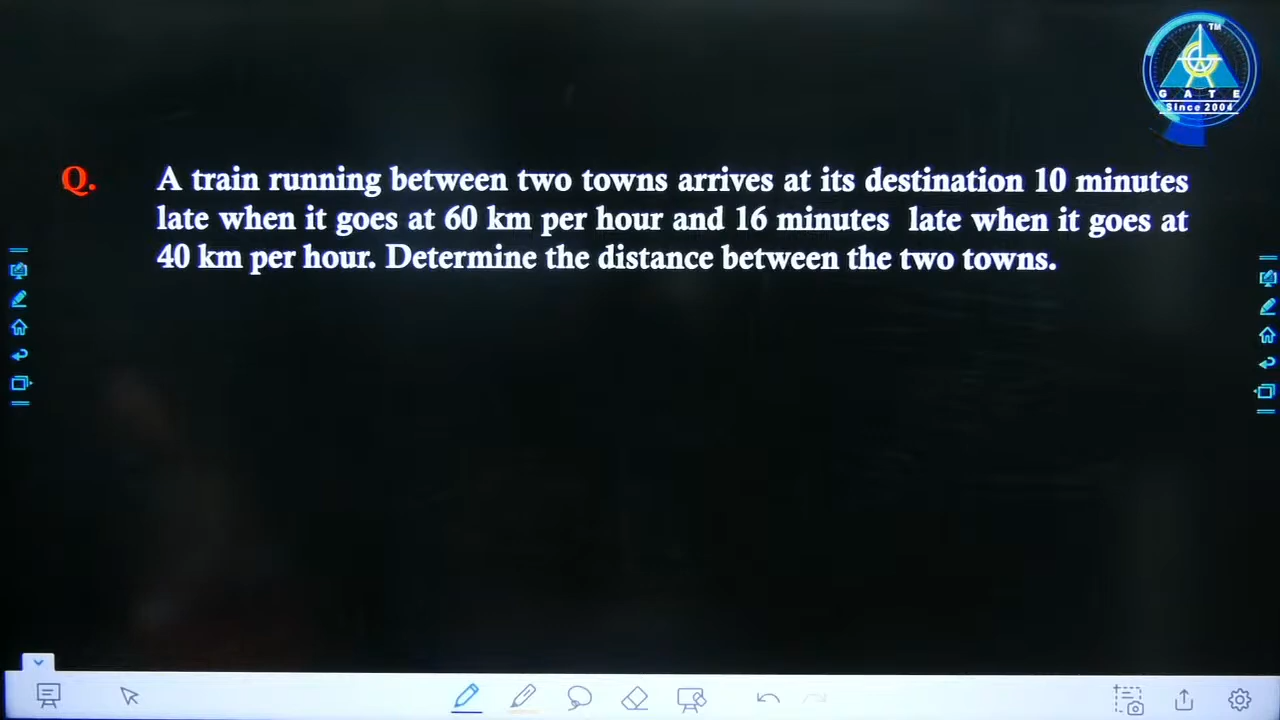 TM
GATE
Since 2004
Q. A train running between two towns arrives at its destination 10 minutes
late when it goes at 60 km per hour and 16 minutes late when it goes at
40 km per hour. Determine the distance between the two towns.